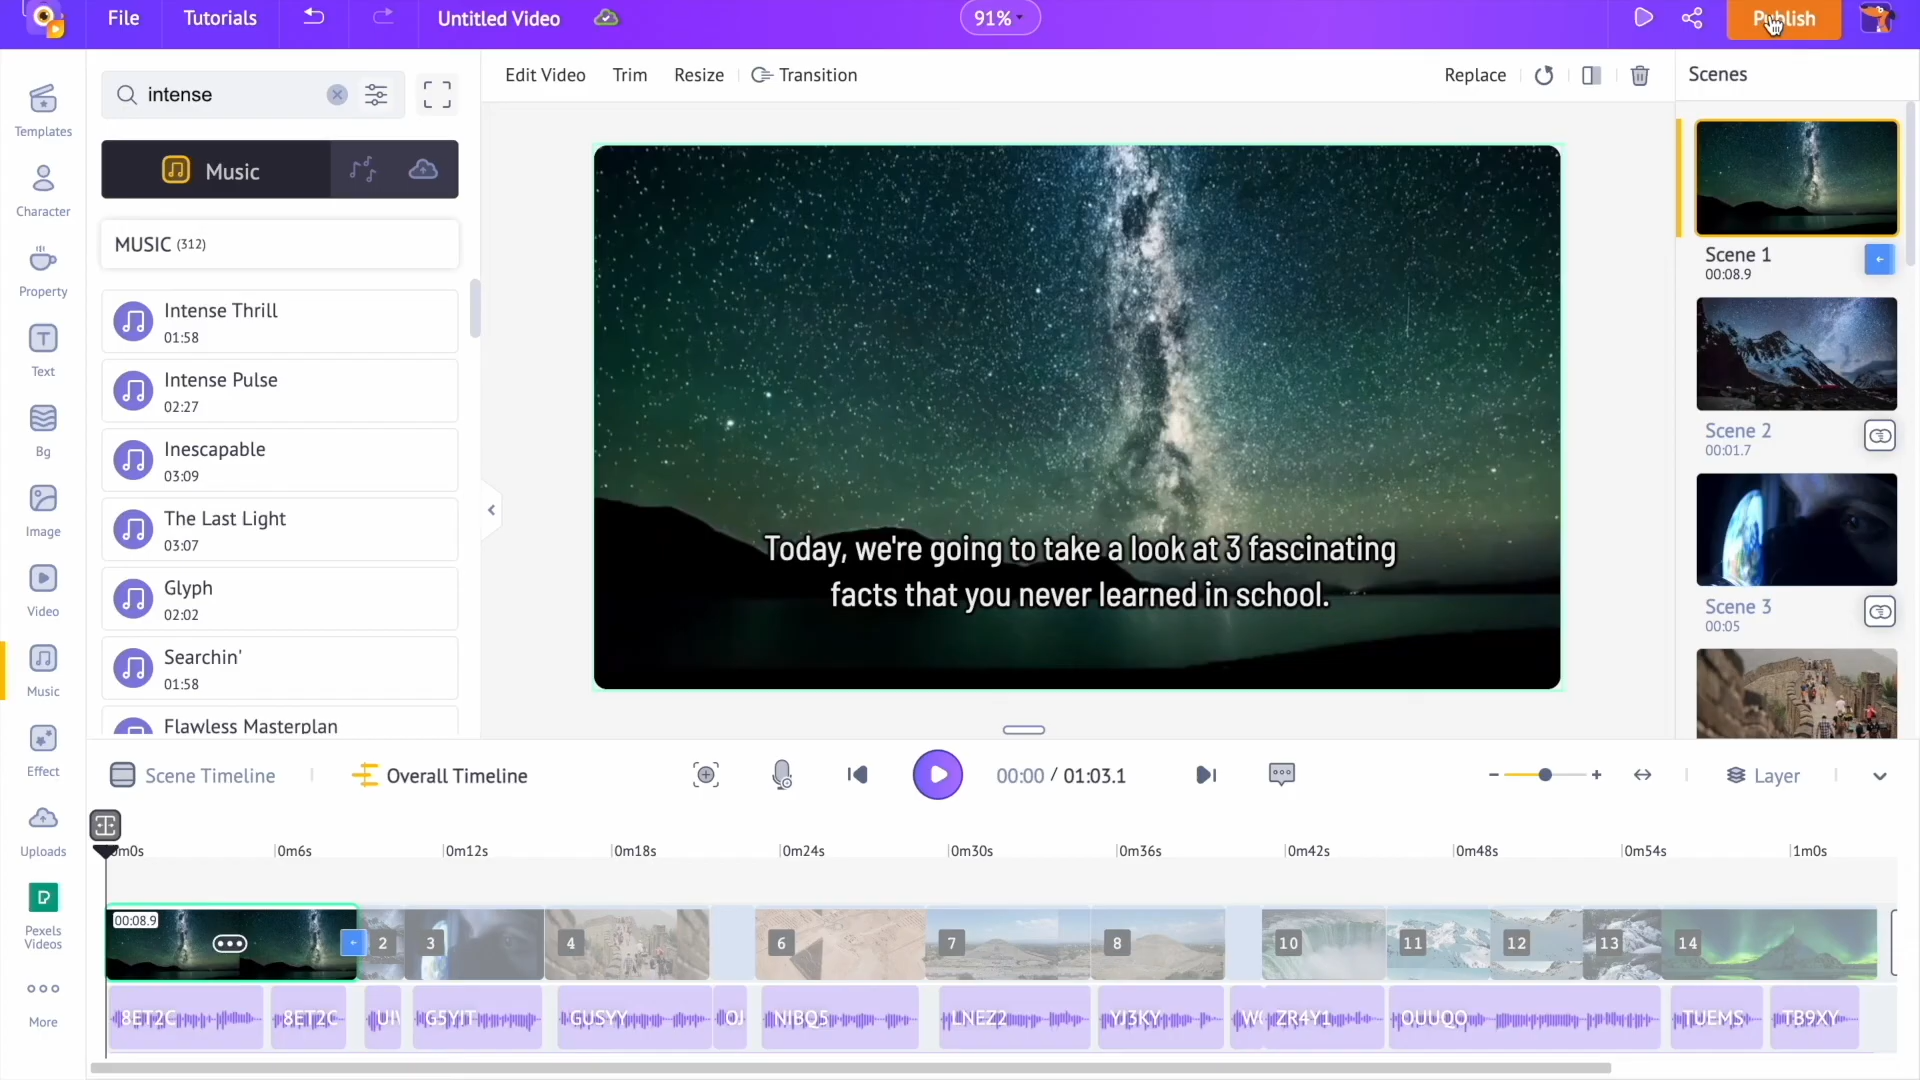 File
Tutorials
Untitled Video
91%
Publish
Templates
Character
Property
Text
Bg
Image
Video
Music
Effect
Uploads
Pexels
Videos
More
intense
Music
MUSIC (312)
Intense Thrill
01:58
Intense Pulse
02:27
Inescapable
03:09
The Last Light
03:07
Glyph
02:02
Searchin'
01:58
Flawless Masterplan
Edit Video
Trim
Resize
Transition
Replace
Today, we're going to take a look at 3 fascinating
facts that you never learned in school.
Scenes
Scene 1
00:08.9
Scene 2
00:01.7
Scene 3
00:05
Scene Timeline
Overall Timeline
00:00 / 01:03.1
Layer
0m0s
0m6s
0m12s
0m18s
0m24s
0m30s
0m36s
0m42s
0m48s
0m54s
1m0s
00:08.9
2
3
4
6
7
8
10
11
12
13
14
8ET2C
8ET2C
G5YJT
GUSYY
OJ
NIBQ5
LNEZ2
YJ3KY
ZR4Y1
OUUQO
TUEMS
TB9XY